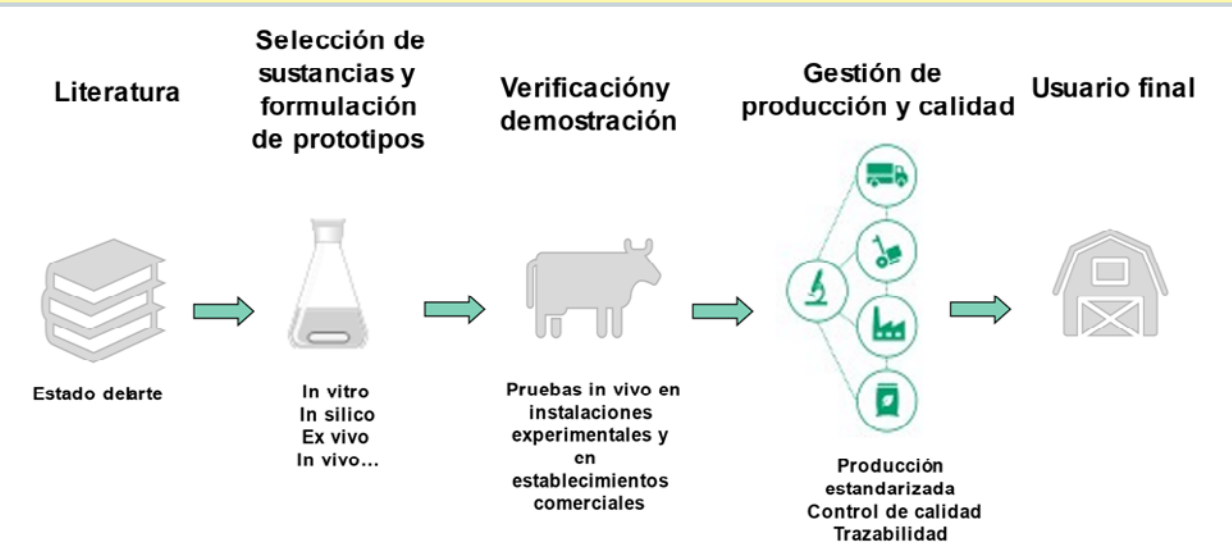 Literatura
Estado delarte
Selección de
sustancias y
formulación
de prototipos
In vitro
In silico
Ex vivo
In vivo...
Verificacióny
demostración
Pruebas in vivo en
instalaciones
experimentales y
en
establecimientos
comerciales
Gestión de
producción y calidad
Producción
estandarizada
Control de calidad
Trazabilidad
Usuario final